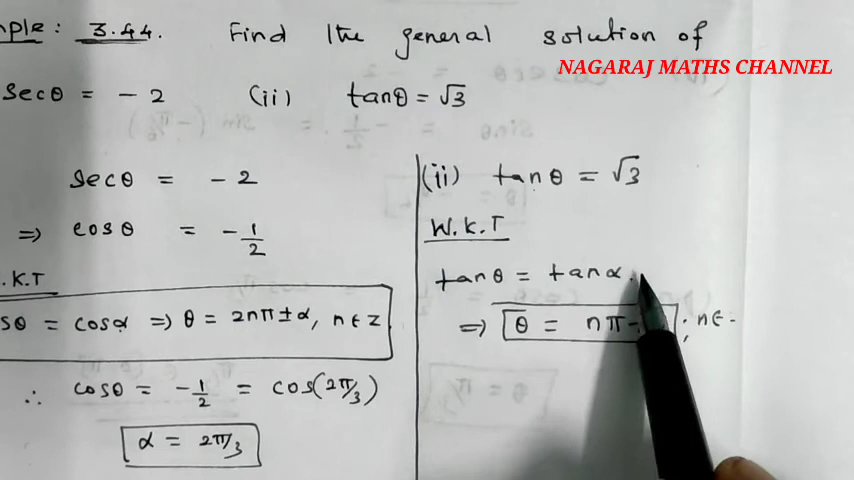 mple: 3.44. Find the general solution of
NAGARAJ MATHS CHANNEL
secθ = -2 (ii) tanθ = √3
secθ = -2
⇒ cosθ = -1/2
.K.T
sθ = cosα ⇒ θ = 2nπ ± α, n ∈ Z
∴ cosθ = -1/2 = cos(2π/3)
α = 2π/3
(ii) tanθ = √3
W.K.T
tanθ = tanα.
⇒ θ = nπ ; n ∈